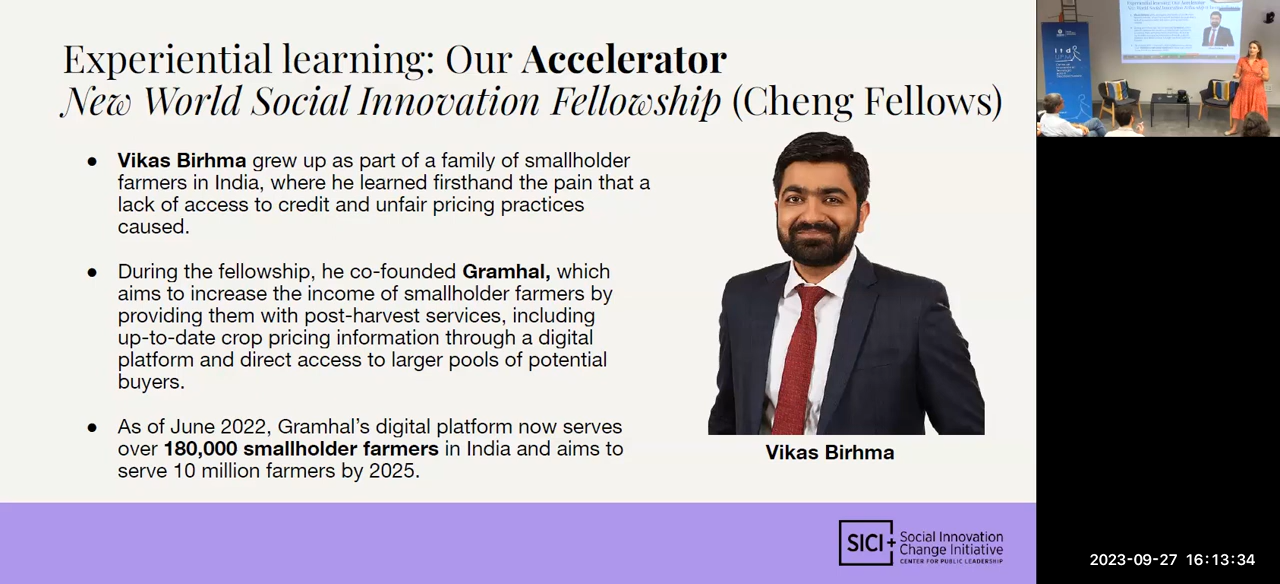 Experiential learning: Our Accelerator
New World Social Innovation Fellowship (Cheng Fellows)
● Vikas Birhma grew up as part of a family of smallholder
farmers in India, where he learned firsthand the pain that a
lack of access to credit and unfair pricing practices
caused.
● During the fellowship, he co-founded Gramhal, which
aims to increase the income of smallholder farmers by
providing them with post-harvest services, including
up-to-date crop pricing information through a digital
platform and direct access to larger pools of potential
buyers.
● As of June 2022, Gramhal’s digital platform now serves
over 180,000 smallholder farmers in India and aims to
serve 10 million farmers by 2025.
Vikas Birhma
SICI+
Social Innovation
Change Initiative
CENTER FOR PUBLIC LEADERSHIP
itd
2023-09-27 16:13:34